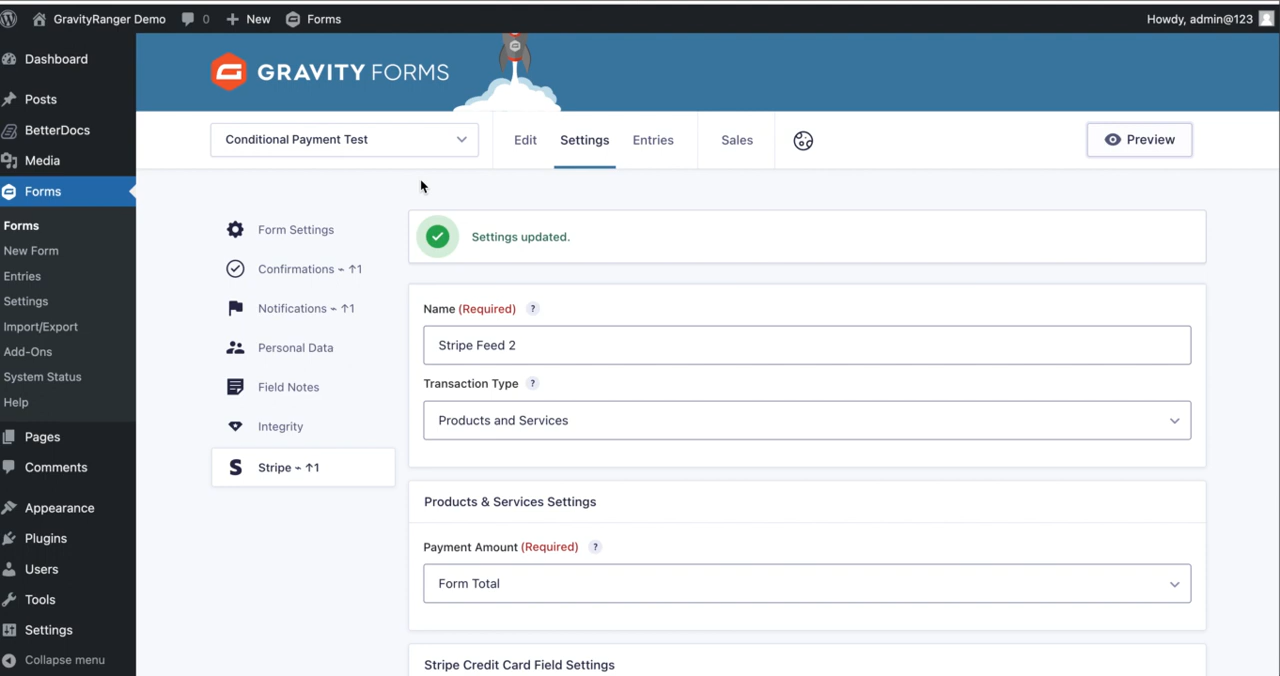 GravityRanger Demo 0 New Forms Howdy, admin@123
Dashboard
Posts
BetterDocs
Media
Forms
Forms
New Form
Entries
Settings
Import/Export
Add-Ons
System Status
Help
Pages
Comments
Appearance
Plugins
Users
Tools
Settings
Collapse menu
GRAVITY FORMS
Conditional Payment Test Edit Settings Entries Sales Preview
Form Settings
Confirmations ⌁ ↑1
Notifications ⌁ ↑1
Personal Data
Field Notes
Integrity
Stripe ⌁ ↑1
Settings updated.
Name (Required) ?
Stripe Feed 2
Transaction Type ?
Products and Services
Products & Services Settings
Payment Amount (Required) ?
Form Total
Stripe Credit Card Field Settings